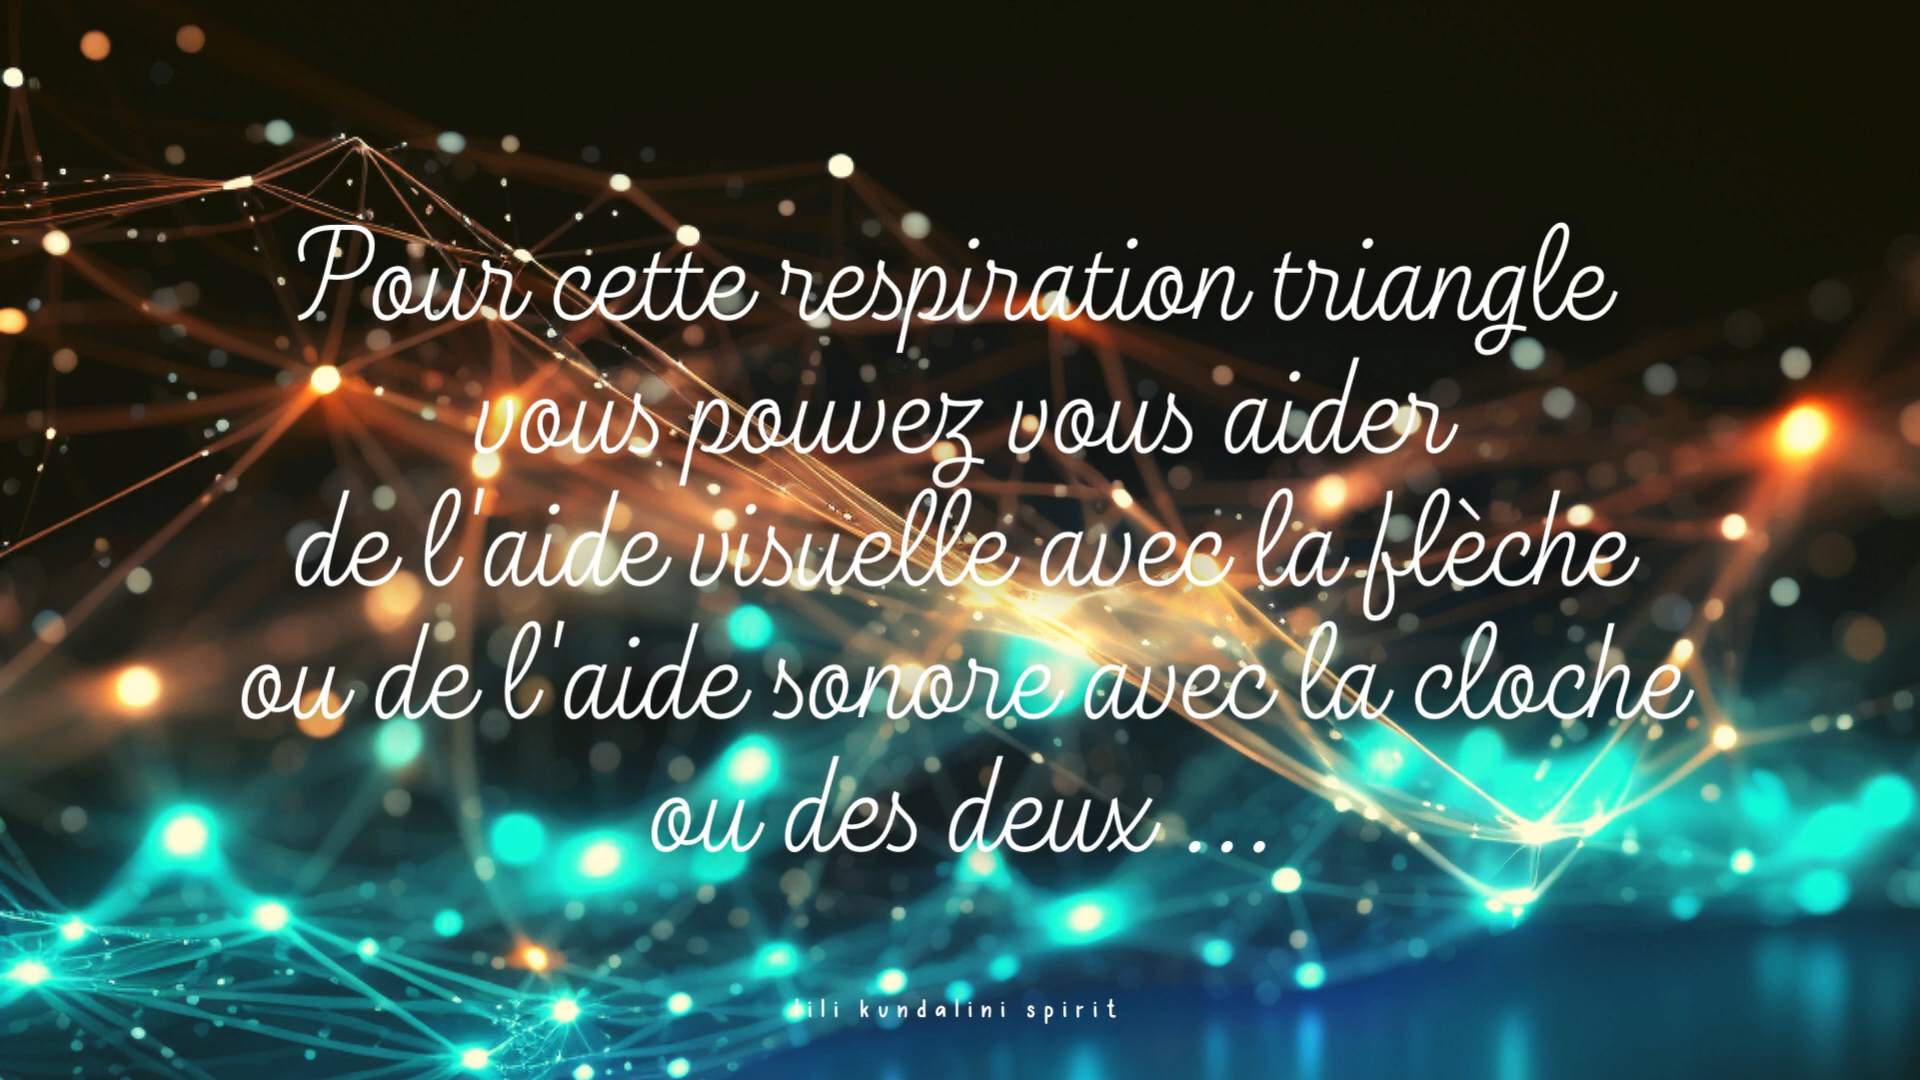 Pour cette respiration triangle
vous pouvez vous aider
de l'aide visuelle avec la flèche
ou de l'aide sonore avec la cloche
ou des deux ...
kundalini spirit